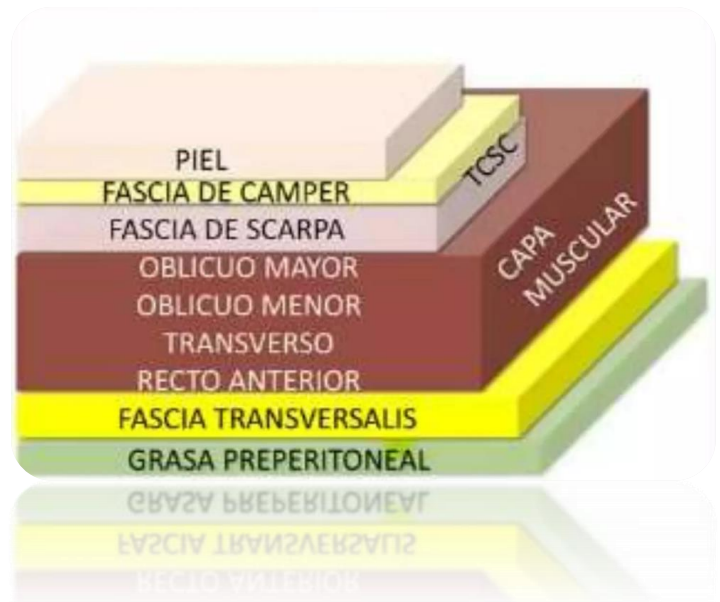 PIEL
FASCIA DE CAMPER
TCSC
FASCIA DE SCARPA
OBLICUO MAYOR
OBLICUO MENOR
TRANSVERSO
RECTO ANTERIOR
CAPA
MUSCULAR
FASCIA TRANSVERSALIS
GRASA PREPERITONEAL